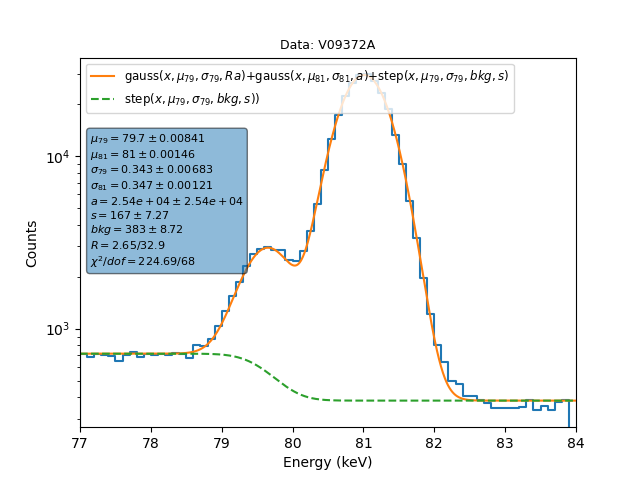 Data: V09372A
gauss(x, μ₇₉, σ₇₉, Ra)+gauss(x, μ₈₁, σ₈₁, a)+step(x, μ₇₉, σ₇₉, bkg, s)
step(x, μ₇₉, σ₇₉, bkg, s))
μ₇₉ = 79.7 ± 0.00841
μ₈₁ = 81 ± 0.00146
σ₇₉ = 0.343 ± 0.00683
σ₈₁ = 0.347 ± 0.00121
a = 2.54e + 04 ± 2.54e + 04
s = 167 ± 7.27
bkg = 383 ± 8.72
R = 2.65/32.9
χ²/dof = 224.69/68
10⁴
10³
Counts
77 78 79 80 81 82 83 84
Energy (keV)